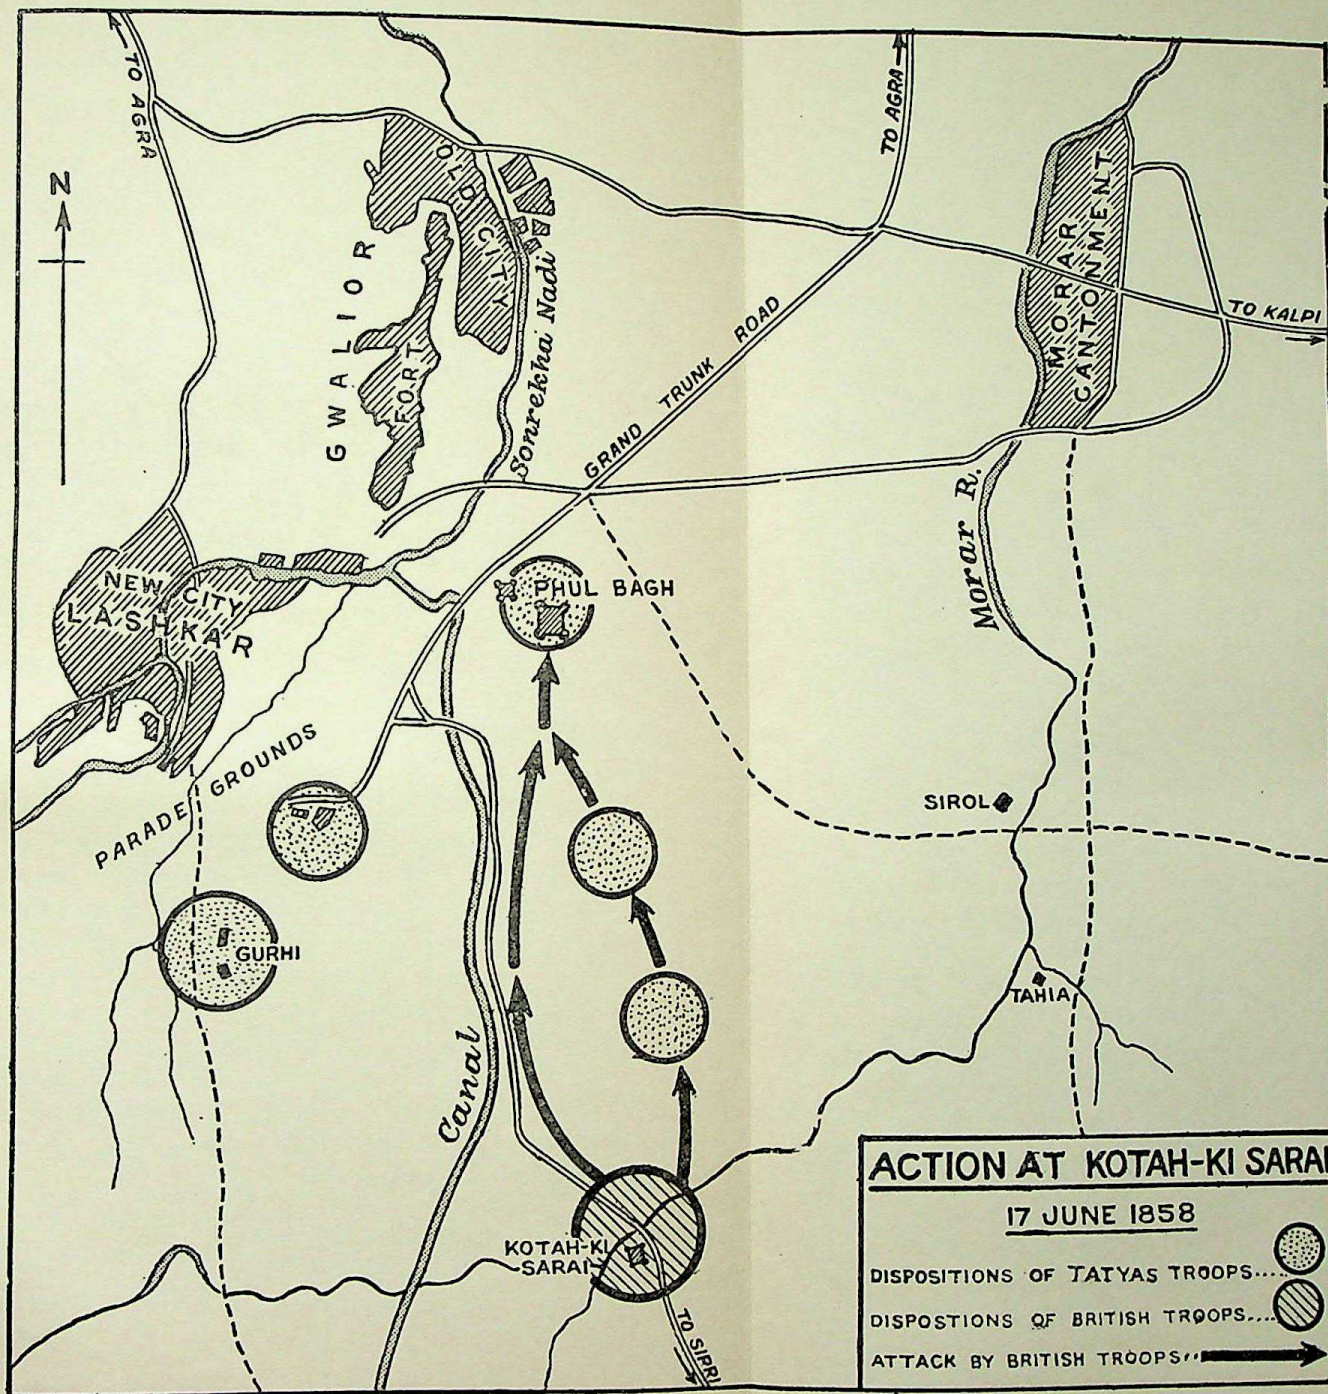 TO AGRA
N
OLD CITY
GWALIOR
FORT
Sonrekha Nadi
TO AGRA
GRAND TRUNK ROAD
MORAR
CANTONMENT
TO KALPI
Morar R.
NEW CITY
LASHKAR
PHUL BAGH
PARADE GROUNDS
SIROL
GURHI
TAHIA
Canal
KOTAH-KI
SARAI
TO SIRRI
ACTION AT KOTAH-KI SARAI
17 JUNE 1858
DISPOSITIONS OF TATYAS TROOPS.....
DISPOSTIONS OF BRITISH TROOPS....
ATTACK BY BRITISH TROOPS..